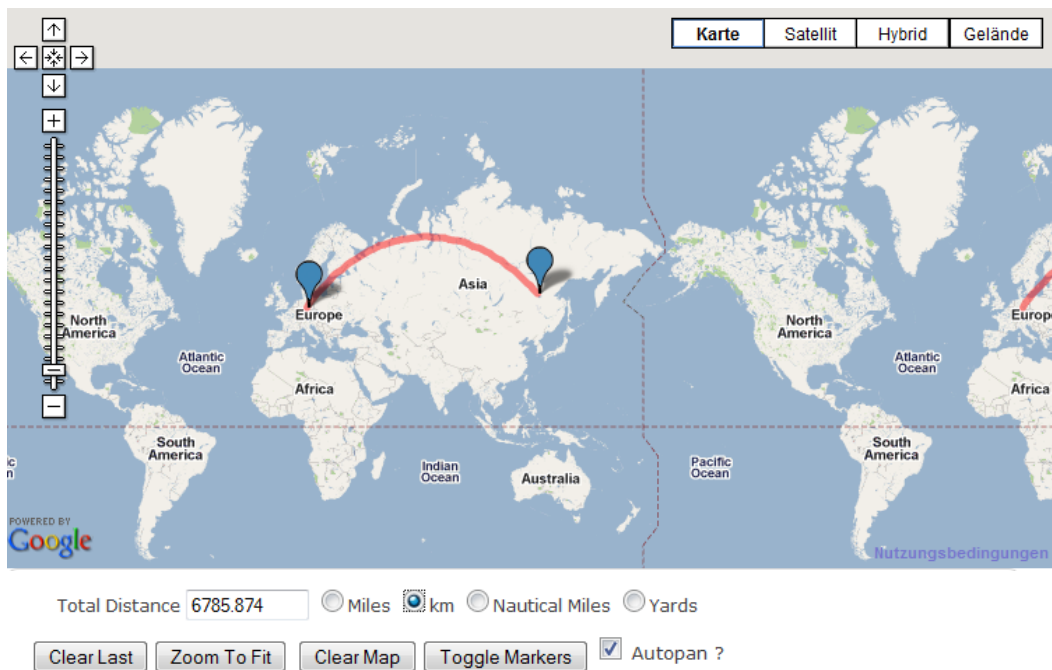 Karte Satellit Hybrid Gelände
+
Asia
North
America
Europe
North
America
Europe
Atlantic
Ocean
Atlantic
Ocean
Africa
Africa
−
South
America
South
America
ic
n
Indian
Ocean
Pacific
Ocean
Australia
POWERED BY
Google
Nutzungsbedingungen
Total Distance 6785.874 Miles km Nautical Miles Yards
Clear Last Zoom To Fit Clear Map Toggle Markers Autopan ?